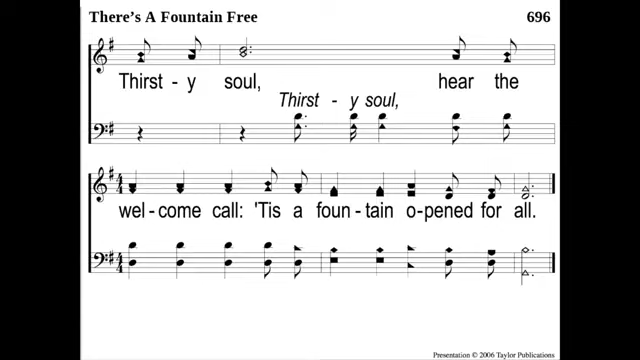 There's A Fountain Free 696
Thirst - y soul, hear the
Thirst - y soul,
wel - come call: 'Tis a foun - tain o - pened for all.
Presentation © 2006 Taylor Publications